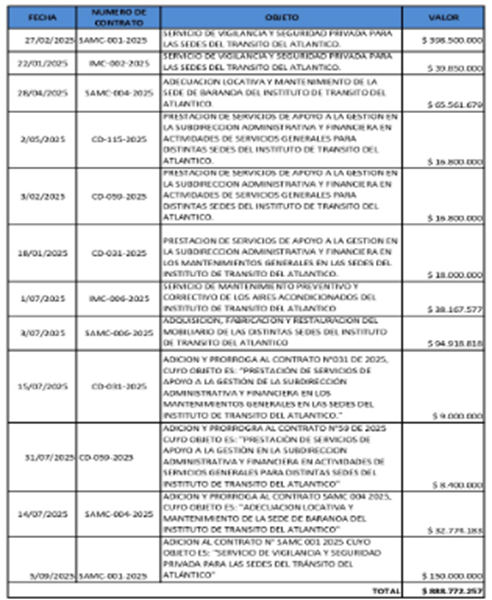 FECHA NUMERO DE CONTRATO OBJETO VALOR
27/02/2025 SAMC-001-2025 SERVICIO DE VIGILANCIA Y SEGURIDAD PRIVADA PARA
LAS SEDES DEL TRANSITO DEL ATLANTICO. $ 398.500.000
22/01/2025 IMC-002-2025 SERVICIO DE VIGILANCIA Y SEGURIDAD PRIVADA PARA
LAS SEDES DEL TRANSITO DEL ATLANTICO. $ 39.850.000
28/04/2025 SAMC-004-2025 ADECUACION LOCATIVA Y MANTENIMIENTO DE LA
SEDE DE BARANDA DEL INSTITUTO DE TRANSITO DEL
ATLANTICO. $ 65.561.679
2/05/2025 CD-115-2025 PRESTACION DE SERVICIOS DE APOYO A LA GESTION EN
LA SUBDIRECCION ADMINISTRATIVA Y FINANCIERA EN
ACTIVIDADES DE SERVICIOS GENERALES PARA
DISTINTAS SEDES DEL INSTITUTO DE TRANSITO DEL
ATLANTICO. $ 16.800.000
3/02/2025 CD-059-2025 PRESTACION DE SERVICIOS DE APOYO A LA GESTION EN
LA SUBDIRECCION ADMINISTRATIVA Y FINANCIERA EN
ACTIVIDADES DE SERVICIOS GENERALES PARA
DISTINTAS SEDES DEL INSTITUTO DE TRANSITO DEL
ATLANTICO. $ 16.800.000
18/01/2025 CD-031-2025 PRESTACION DE SERVICIOS DE APOYO A LA GESTION EN
LA SUBDIRECCION ADMINISTRATIVA Y FINANCIERA EN
LOS MANTENIMIENTOS GENERALES EN LAS SEDES DEL
INSTITUTO DE TRANSITO DEL ATLANTICO. $ 18.000.000
1/07/2025 IMC-006-2025 SERVICIO DE MANTENIMIENTO PREVENTIVO Y
CORRECTIVO DE LOS AIRES ACONDICIONADOS DEL
INSTITUTO DE TRANSITO DEL ATLANTICO $ 38.167.577
3/07/2025 SAMC-006-2025 ADQUISICION, FABRICACION Y RESTAURACION DEL
MOBILIARIO DE LAS DISTINTAS SEDES DEL INSTITUTO
DE TRANSITO DEL ATLANTICO $ 94.918.818
15/07/2025 CD-031-2025 ADICION Y PRORROGA AL CONTRATO N°031 DE 2025,
CUYO OBJETO ES: "PRESTACIÓN DE SERVICIOS DE
APOYO A LA GESTIÓN DE LA SUBDIRECCIÓN
ADMINISTRATIVA Y FINANCIERA EN LOS
MANTENIMIENTOS GENERALES EN LAS SEDES DEL
INSTITUTO DE TRANSITO DEL ATLANTICO." $ 9.000.000
31/07/2025 CD-059-2025 ADICION Y PRORROGRA AL CONTRATO N°59 DE 2025
CUYO OBJETO ES: "PRESTACIÓN DE SERVICIOS DE
APOYO A LA GESTIÓN EN LA SUBDIRECCION
ADMINISTRATIVA Y FINANCIERA EN ACTIVIDADES DE
SERVICIOS GENERALES PARA DISTINTAS SEDES DEL
INSTITUTO DE TRANSITO DEL ATLANTICO" $ 8.400.000
14/07/2025 SAMC-004-2025 ADICION Y PRORROGA AL CONTRATO SAMC 004 2025,
CUYO OBJETO ES: "ADECUACION LOCATIVA Y
MANTENIMIENTO DE LA SEDE DE BARANOA DEL
INSTITUTO DE TRANSITO DEL ATLANTICO" $ 32.774.183
5/09/2025 SAMC-001-2025 ADICION AL CONTRATO N° SAMC 001 2025 CUYO
OBJETO ES: "SERVICIO DE VIGILANCIA Y SEGURIDAD
PRIVADA PARA LAS SEDES DEL TRÁNSITO DEL
ATLÁNTICO" $ 150.000.000
TOTAL $ 888.772.257